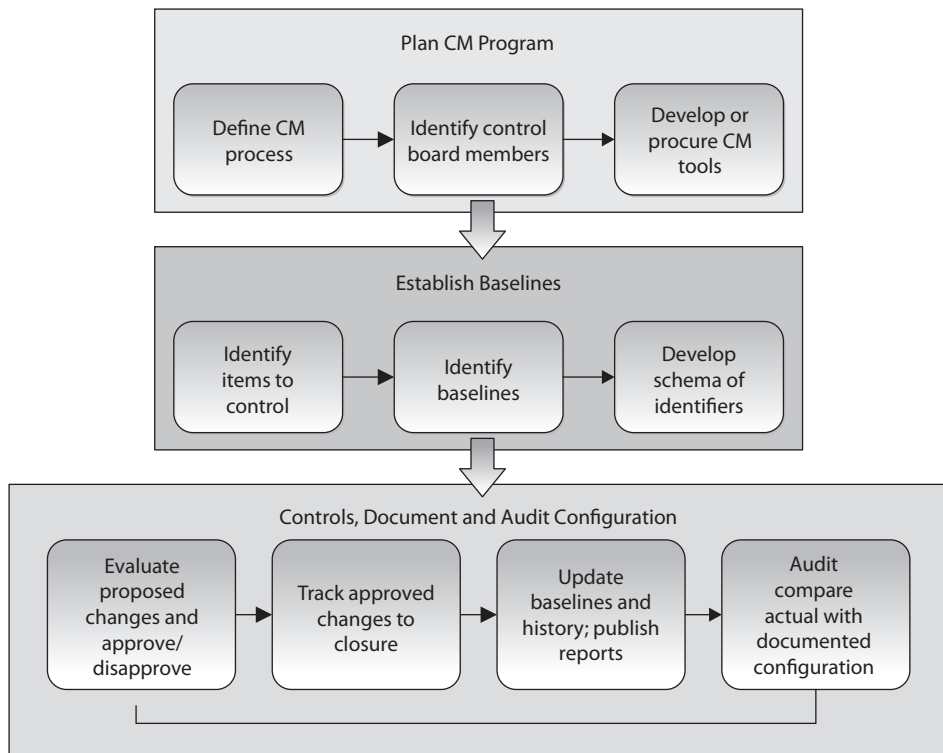 Plan CM Program
Define CM
process
Identify control
board members
Develop or
procure CM
tools
Establish Baselines
Identify
items to
control
Identify
baselines
Develop
schema of
identifiers
Controls, Document and Audit Configuration
Evaluate
proposed
changes and
approve/
disapprove
Track approved
changes to
closure
Update
baselines and
history; publish
reports
Audit
compare
actual with
documented
configuration